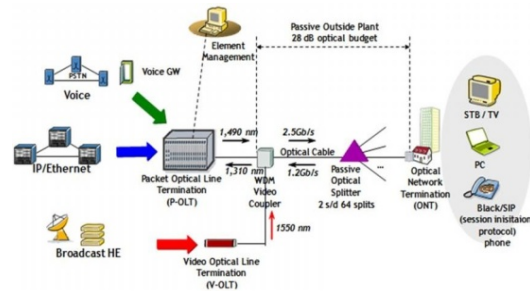 Element
Management
Passive Outside Plant
28 dB optical budget
PSTN
Voice GW
Voice
1,490 nm
2.5Gb/s
STB / TV
IP/Ethernet
Packet Optical Line
Termination
(P-OLT)
1,310 nm
Optical Cable
1.2Gb/s
WDM
Video
Coupler
Passive
Optical
Splitter
2 s/d 64 splits
...
Optical
Network
Termination
(ONT)
PC
Black/SIP
(session inisitaion
protocol)
phone
1550 nm
Broadcast HE
Video Optical Line
Termination
(V-OLT)